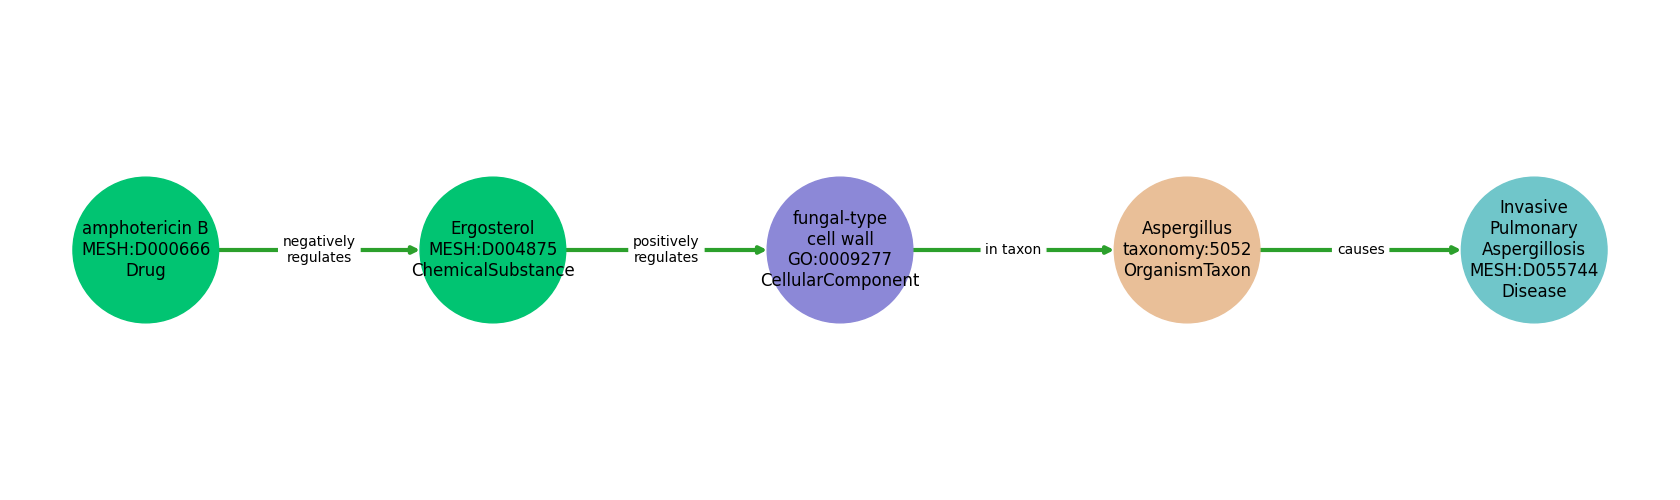 amphotericin B
MESH:D000666
Drug
negatively
regulates
Ergosterol
MESH:D004875
ChemicalSubstance
positively
regulates
fungal-type
cell wall
GO:0009277
CellularComponent
in taxon
Aspergillus
taxonomy:5052
OrganismTaxon
causes
Invasive
Pulmonary
Aspergillosis
MESH:D055744
Disease